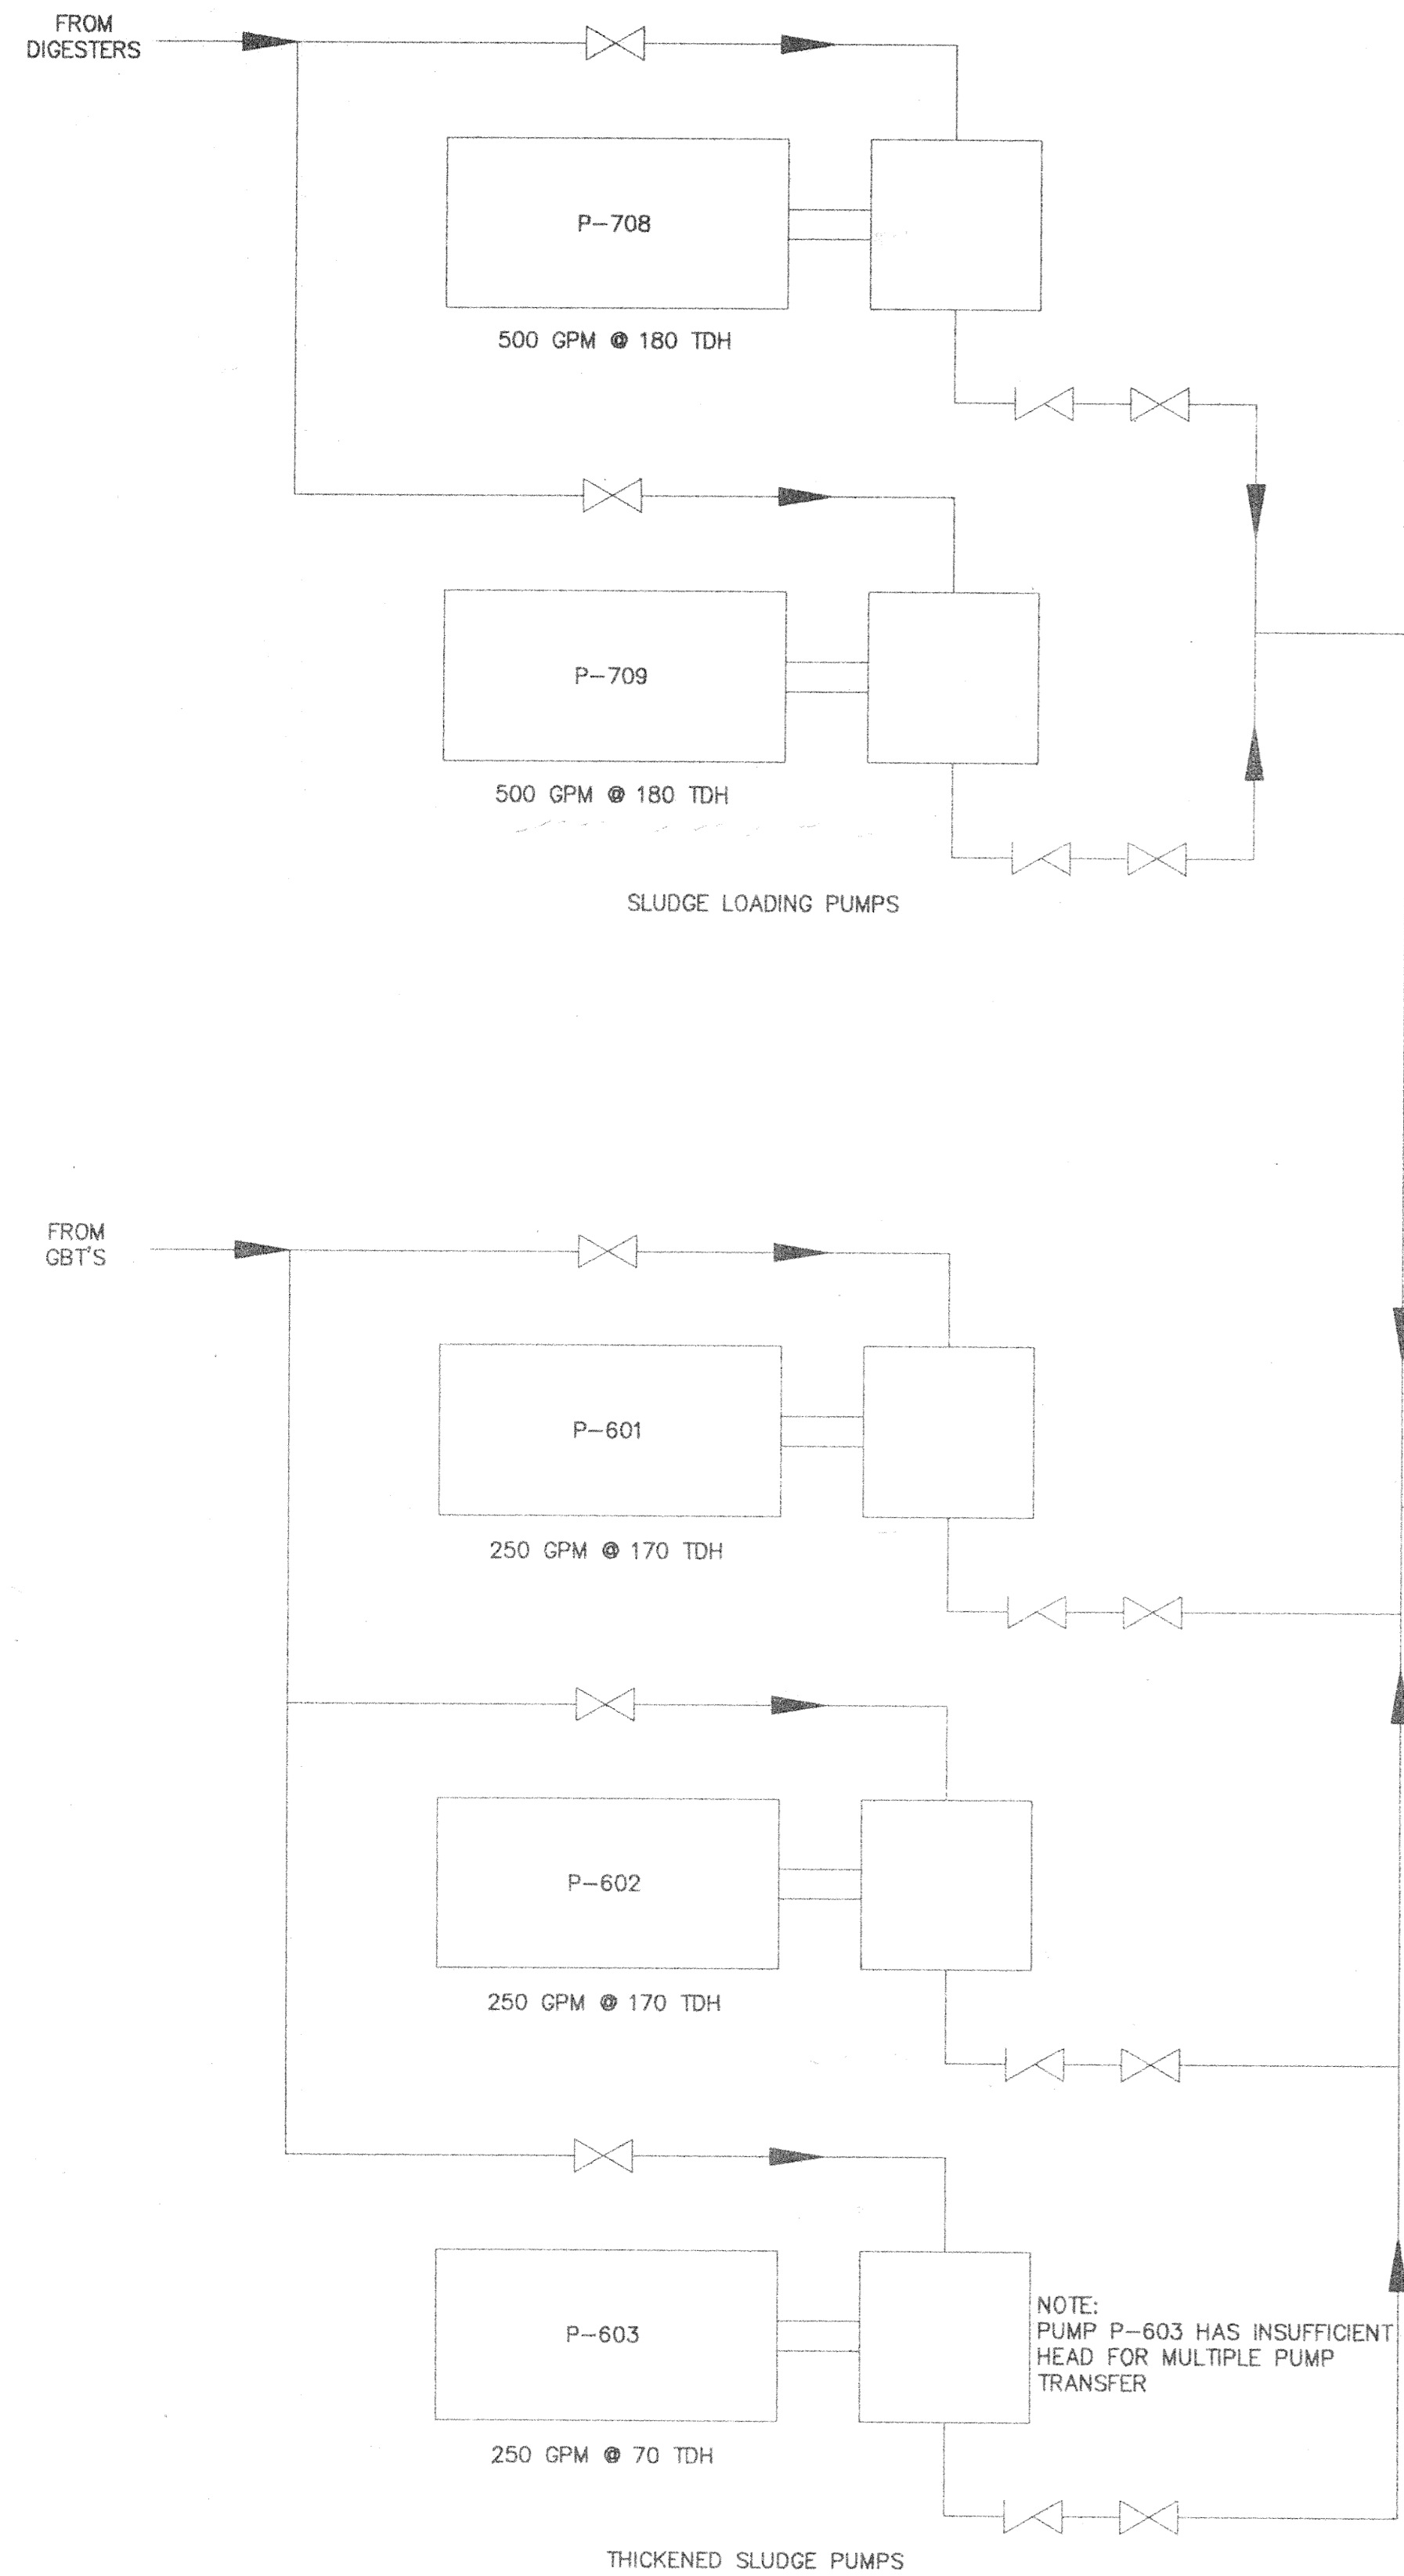 FROM
DIGESTERS
P-708
500 GPM @ 180 TDH
P-709
500 GPM @ 180 TDH
SLUDGE LOADING PUMPS
FROM
GBT'S
P-601
250 GPM @ 170 TDH
P-602
250 GPM @ 170 TDH
P-603
NOTE:
PUMP P-603 HAS INSUFFICIENT
HEAD FOR MULTIPLE PUMP
TRANSFER
250 GPM @ 70 TDH
THICKENED SLUDGE PUMPS